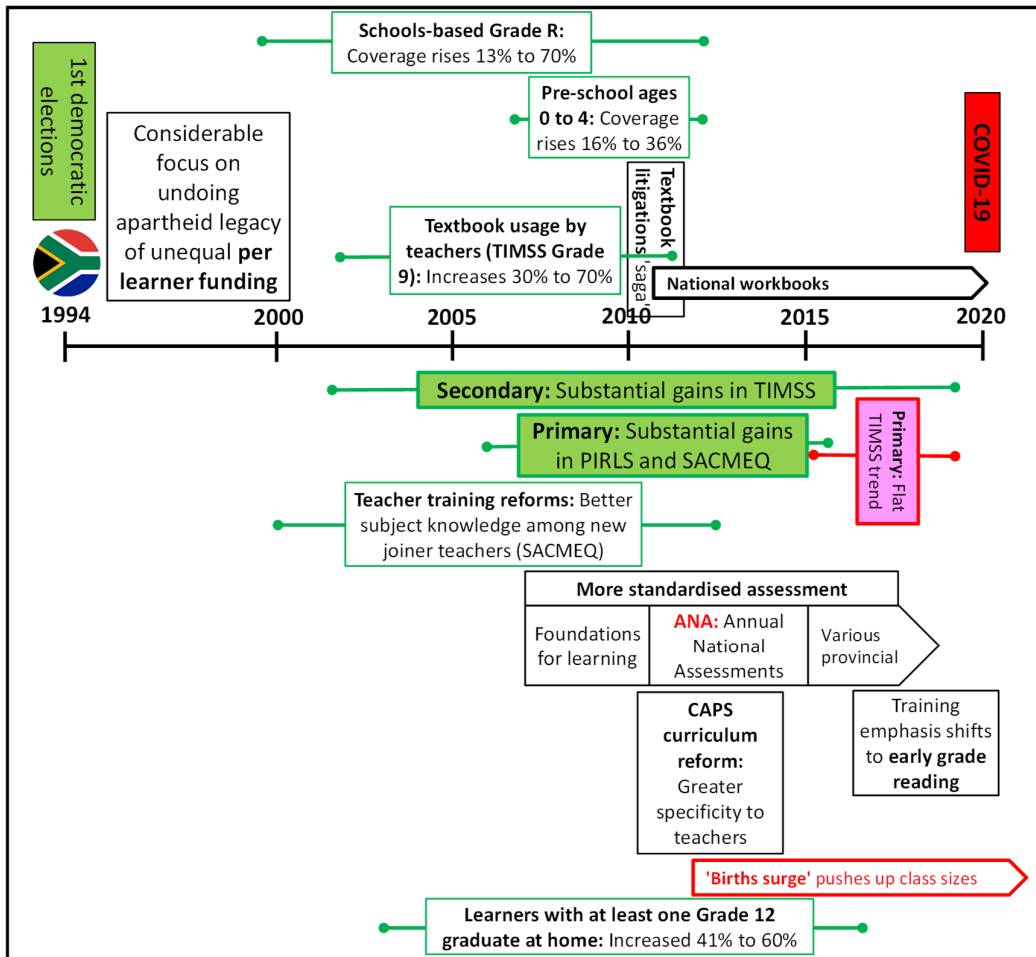 Schools-based Grade R:
Coverage rises 13% to 70%
1st democratic
elections
Pre-school ages
0 to 4: Coverage
rises 16% to 36%
COVID-19
Considerable
focus on
undoing
apartheid legacy
of unequal per
learner funding
Textbook
litigations 'saga'
Textbook usage by
teachers (TIMSS Grade
9): Increases 30% to 70%
National workbooks
1994
2000
2005
2010
2015
2020
Secondary: Substantial gains in TIMSS
Primary: Substantial gains
in PIRLS and SACMEQ
Primary: Flat
TIMSS trend
Teacher training reforms: Better
subject knowledge among new
joiner teachers (SACMEQ)
More standardised assessment
Foundations
for learning
ANA: Annual
National
Assessments
Various
provincial
CAPS
curriculum
reform:
Greater
specificity to
teachers
Training
emphasis shifts
to early grade
reading
'Births surge' pushes up class sizes
Learners with at least one Grade 12
graduate at home: Increased 41% to 60%